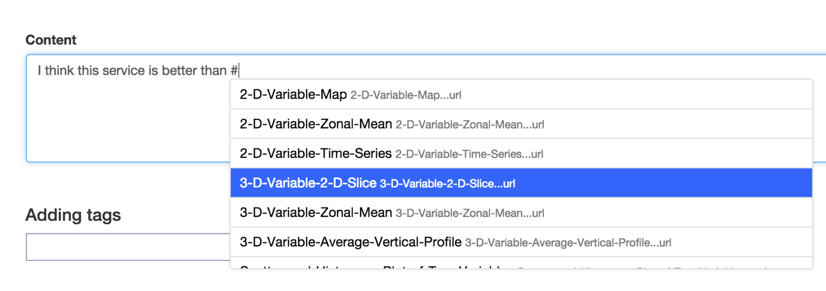 Content
I think this service is better than #
2-D-Variable-Map 2-D-Variable-Map...url
2-D-Variable-Zonal-Mean 2-D-Variable-Zonal-Mean...url
2-D-Variable-Time-Series 2-D-Variable-Time-Series...url
3-D-Variable-2-D-Slice 3-D-Variable-2-D-Slice...url
3-D-Variable-Zonal-Mean 3-D-Variable-Zonal-Mean...url
Adding tags
3-D-Variable-Average-Vertical-Profile 3-D-Variable-Average-Vertical-Profile...url